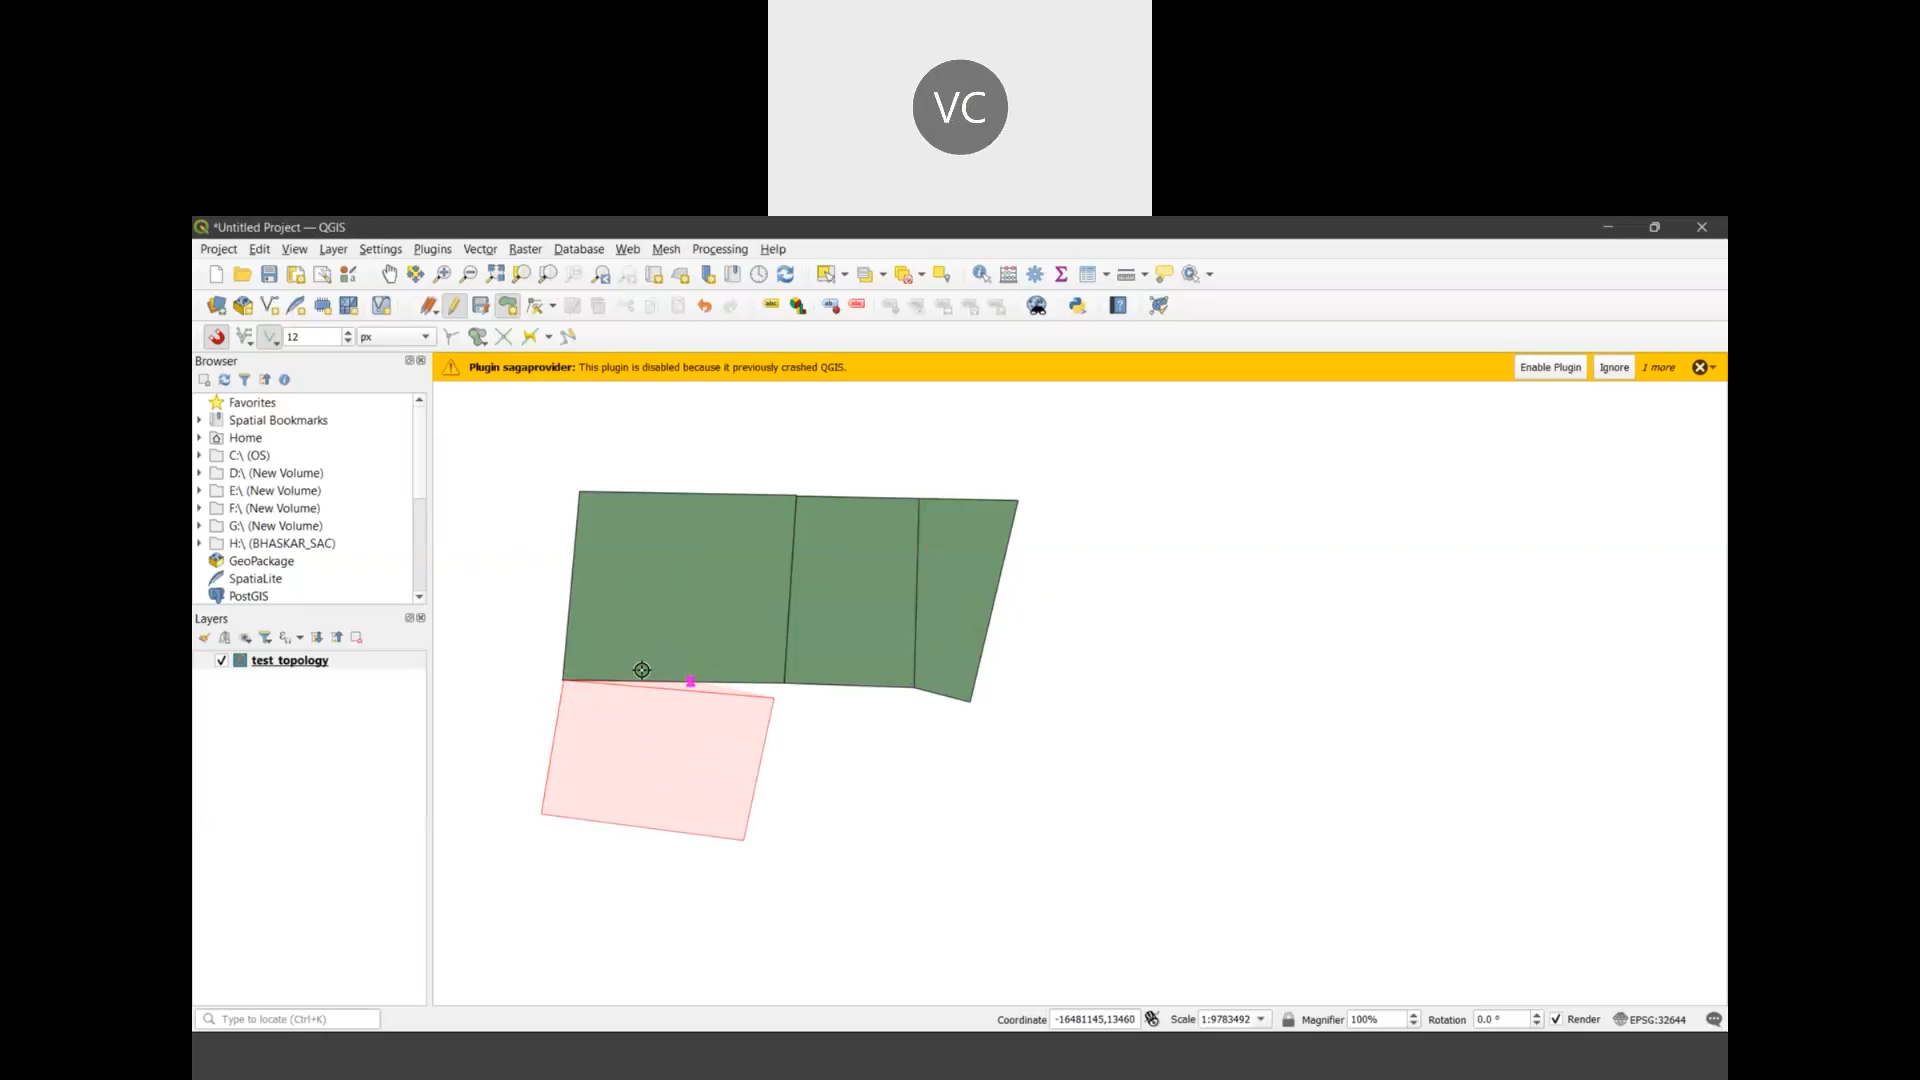 VC
*Untitled Project — QGIS
Project Edit View Layer Settings Plugins Vector Raster Database Web Mesh Processing Help
12 px
Browser
Plugin sagaprovider: This plugin is disabled because it previously crashed QGIS. Enable Plugin Ignore 1 more
Favorites
Spatial Bookmarks
Home
C:\ (OS)
D:\ (New Volume)
E:\ (New Volume)
F:\ (New Volume)
G:\ (New Volume)
H:\ (BHASKAR_SAC)
GeoPackage
SpatiaLite
PostGIS
Layers
test_topology
Type to locate (Ctrl+K) Coordinate -16481145,13460 Scale 1:9783492 Magnifier 100% Rotation 0.0 ° Render EPSG:32644